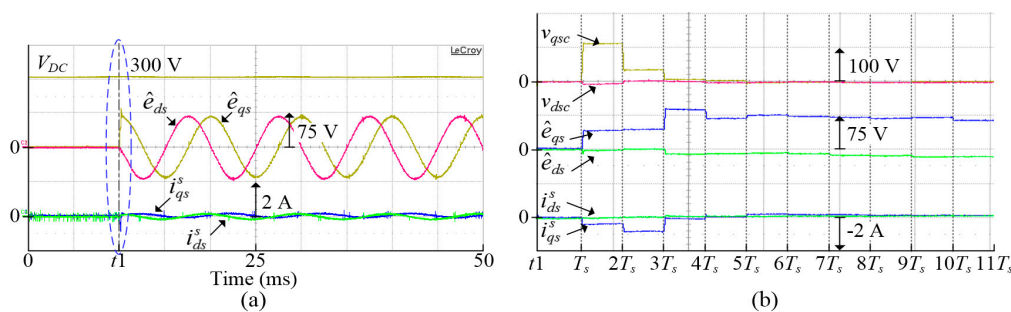 LeCroy
V_DC
300 V
ê_ds
ê_qs
75 V
0
i^s_qs
2 A
0
i^s_ds
0
t1
25
50
Time (ms)
(a)
v_qsc
0
100 V
v_dsc
ê_qs
75 V
0
ê_ds
i^s_ds
0
i^s_qs
-2 A
t1
T_s
2T_s
3T_s
4T_s
5T_s
6T_s
7T_s
8T_s
9T_s
10T_s
11T_s
(b)